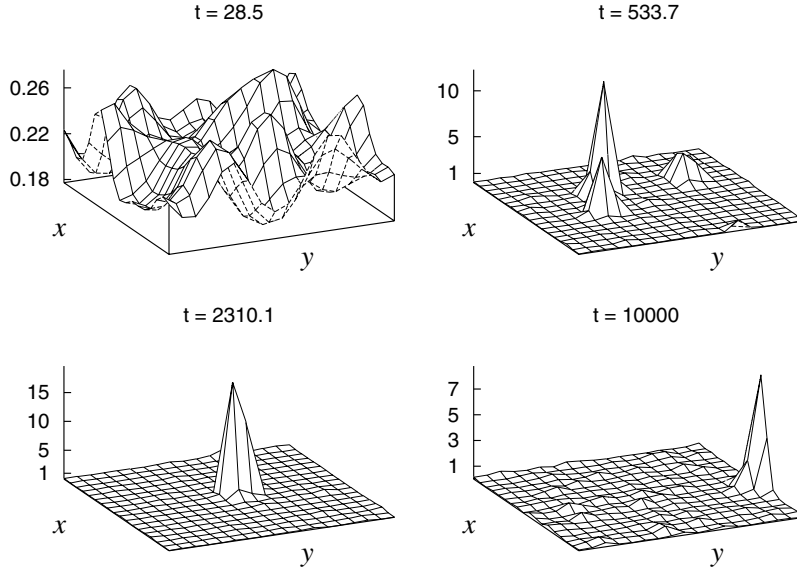 t = 28.5
0.26
0.22
0.18
x
y
t = 533.7
10
5
1
x
y
t = 2310.1
15
10
5
1
x
y
t = 10000
7
5
3
1
x
y